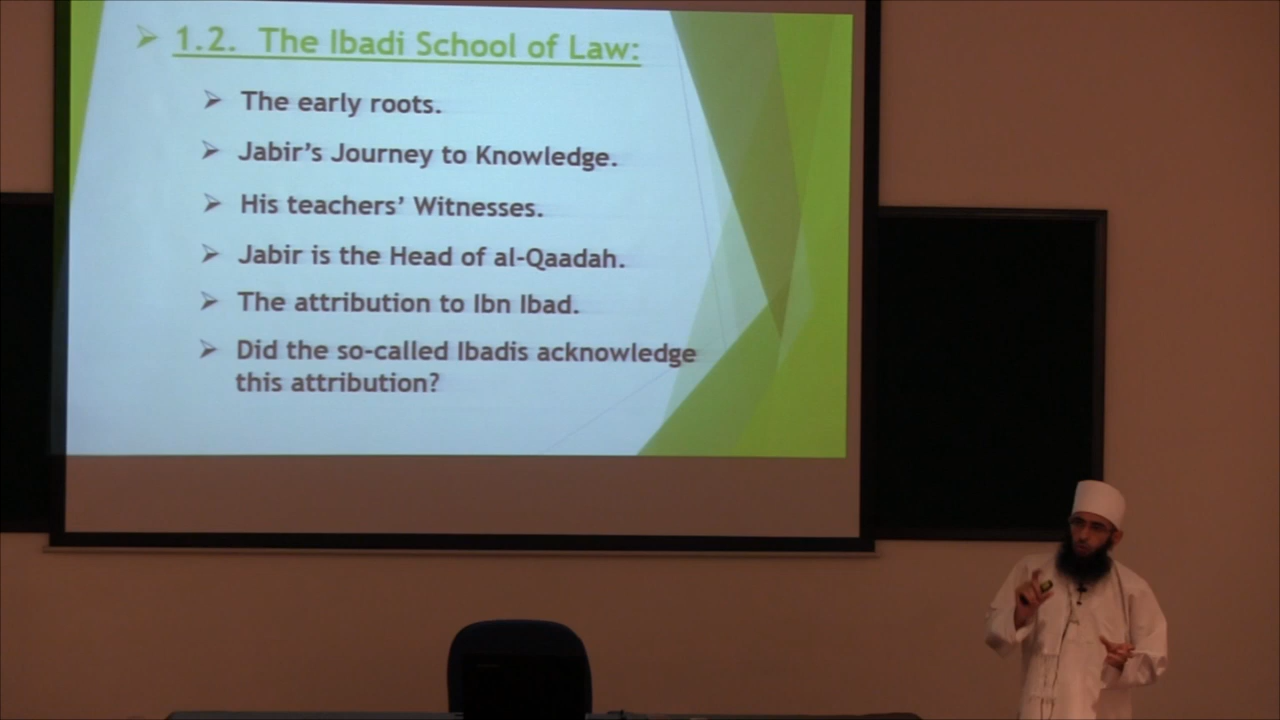 1.2. The Ibadi School of Law:
The early roots.
Jabir's Journey to Knowledge.
His teachers' Witnesses.
Jabir is the Head of al-Qaadah.
The attribution to Ibn Ibad.
Did the so-called Ibadis acknowledge
this attribution?